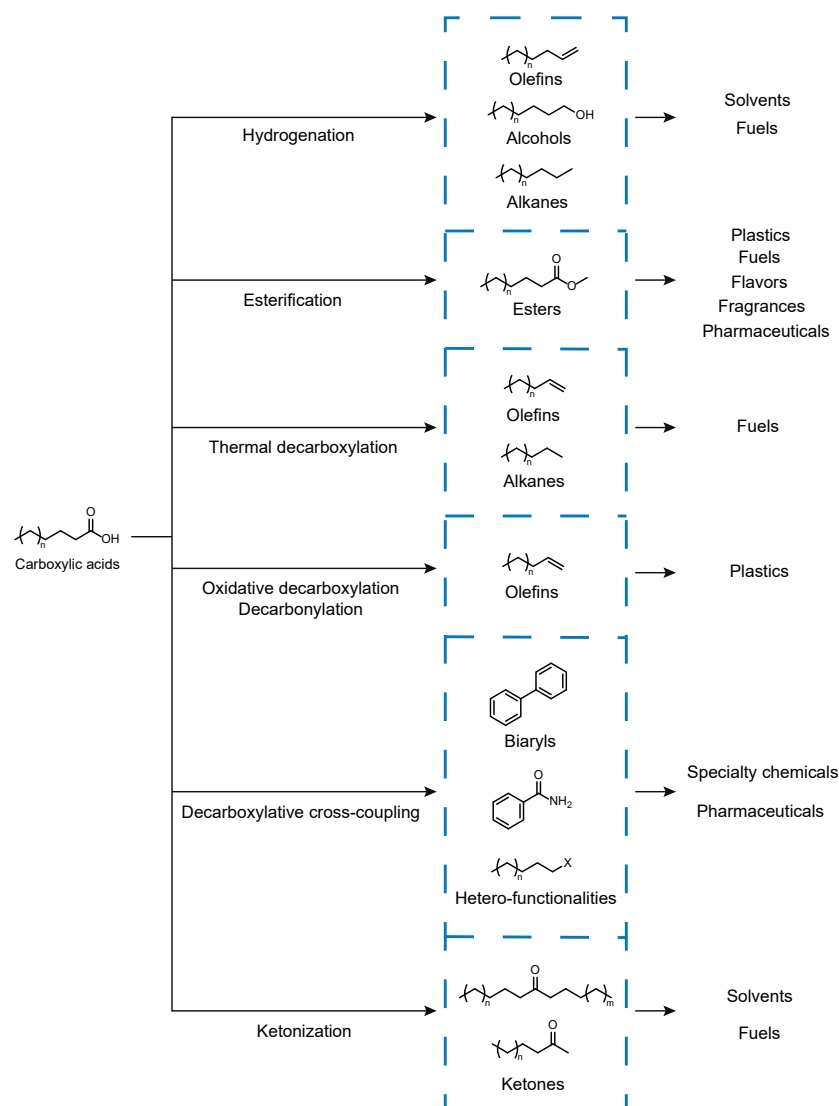 n
Olefins
n
OH
Alcohols
n
Alkanes
Hydrogenation
Solvents
Fuels
O
n
O
Esters
Esterification
Plastics
Fuels
Flavors
Fragrances
Pharmaceuticals
n
Olefins
n
Alkanes
Thermal decarboxylation
Fuels
O
OH
n
Carboxylic acids
n
Olefins
Oxidative decarboxylation
Decarbonylation
Plastics
Biaryls
O
NH₂
X
n
Hetero-functionalities
Decarboxylative cross-coupling
Specialty chemicals
Pharmaceuticals
O
n
m
O
n
Ketones
Ketonization
Solvents
Fuels